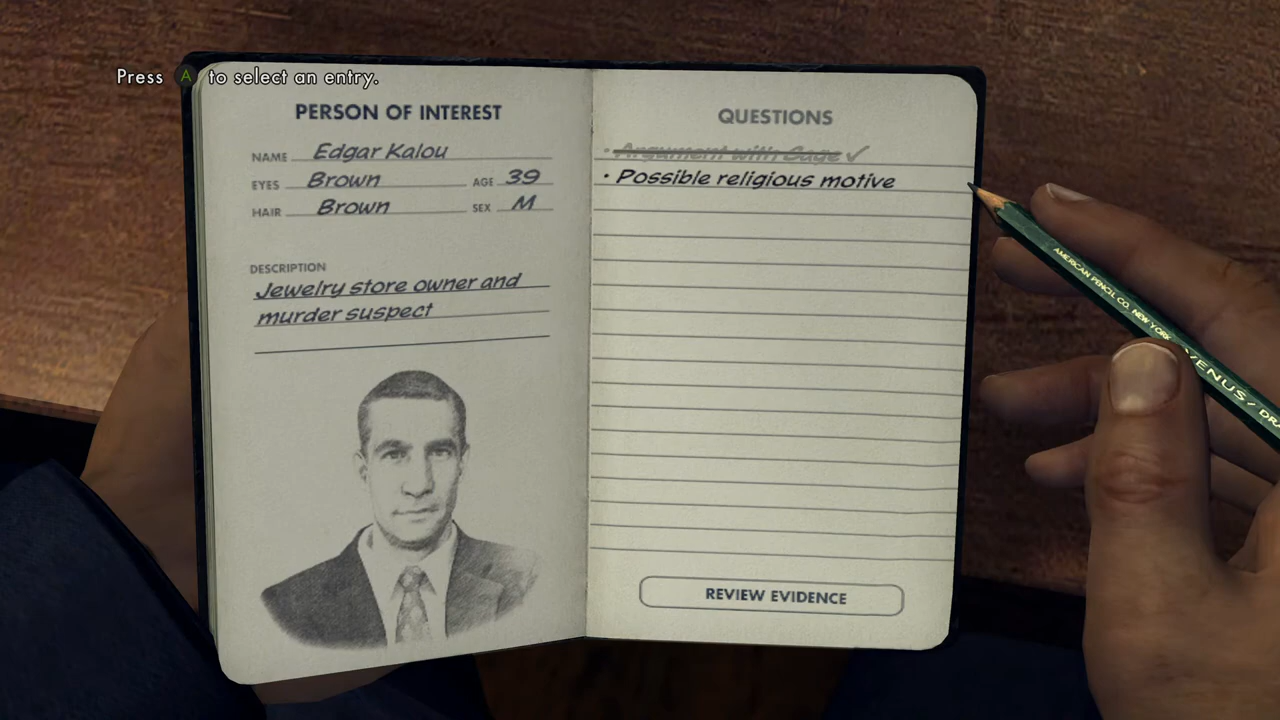 Press A to select an entry.
PERSON OF INTEREST
NAME Edgar Kalou
EYES Brown AGE 39
HAIR Brown SEX M
DESCRIPTION
Jewelry store owner and
murder suspect
QUESTIONS
• Argument with Gage ✓
• Possible religious motive
REVIEW EVIDENCE
AMERICAN PENCIL CO. NEW YORK VENUS / DRA